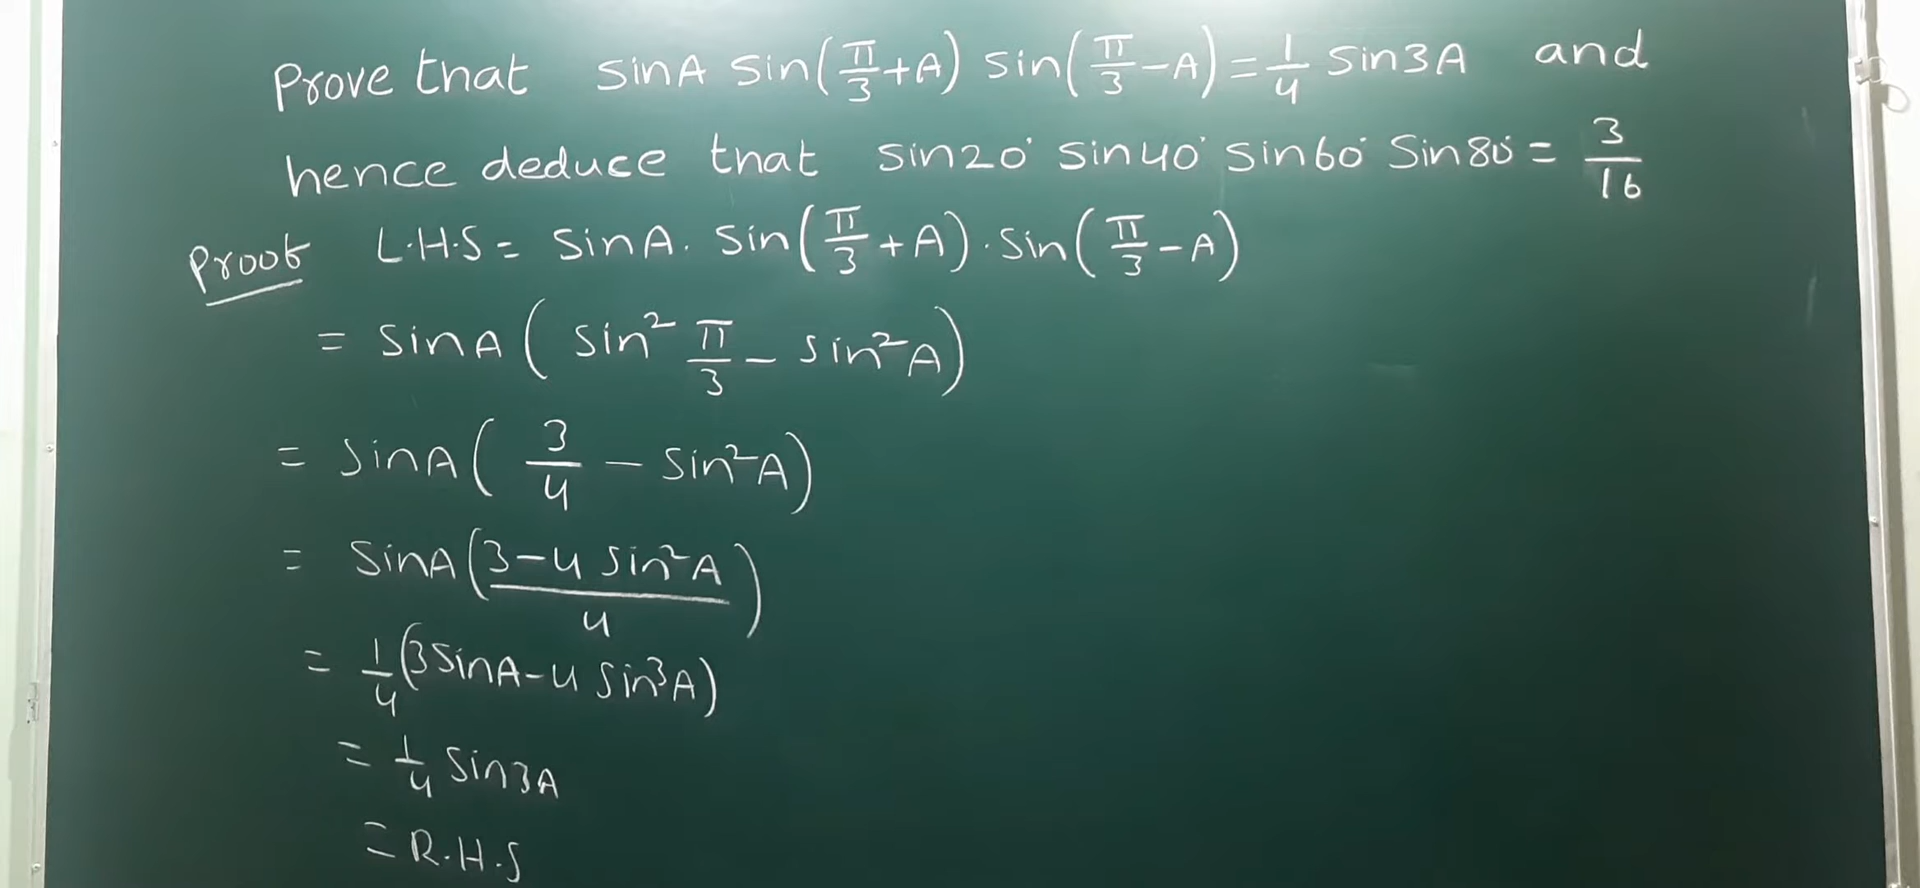 Prove that sinA sin(π/3+A) sin(π/3-A)=1/4 sin3A and
hence deduce that sin20° sin40° sin60° sin80° = 3/16
Proof L.H.S = sinA. sin(π/3+A).sin(π/3-A)
= sinA( sin² π/3 - sin²A)
= sinA( 3/4 - sin²A)
= sinA(3-4 sin²A/4)
= 1/4(3sinA-4 sin³A)
= 1/4 sin3A
= R.H.S